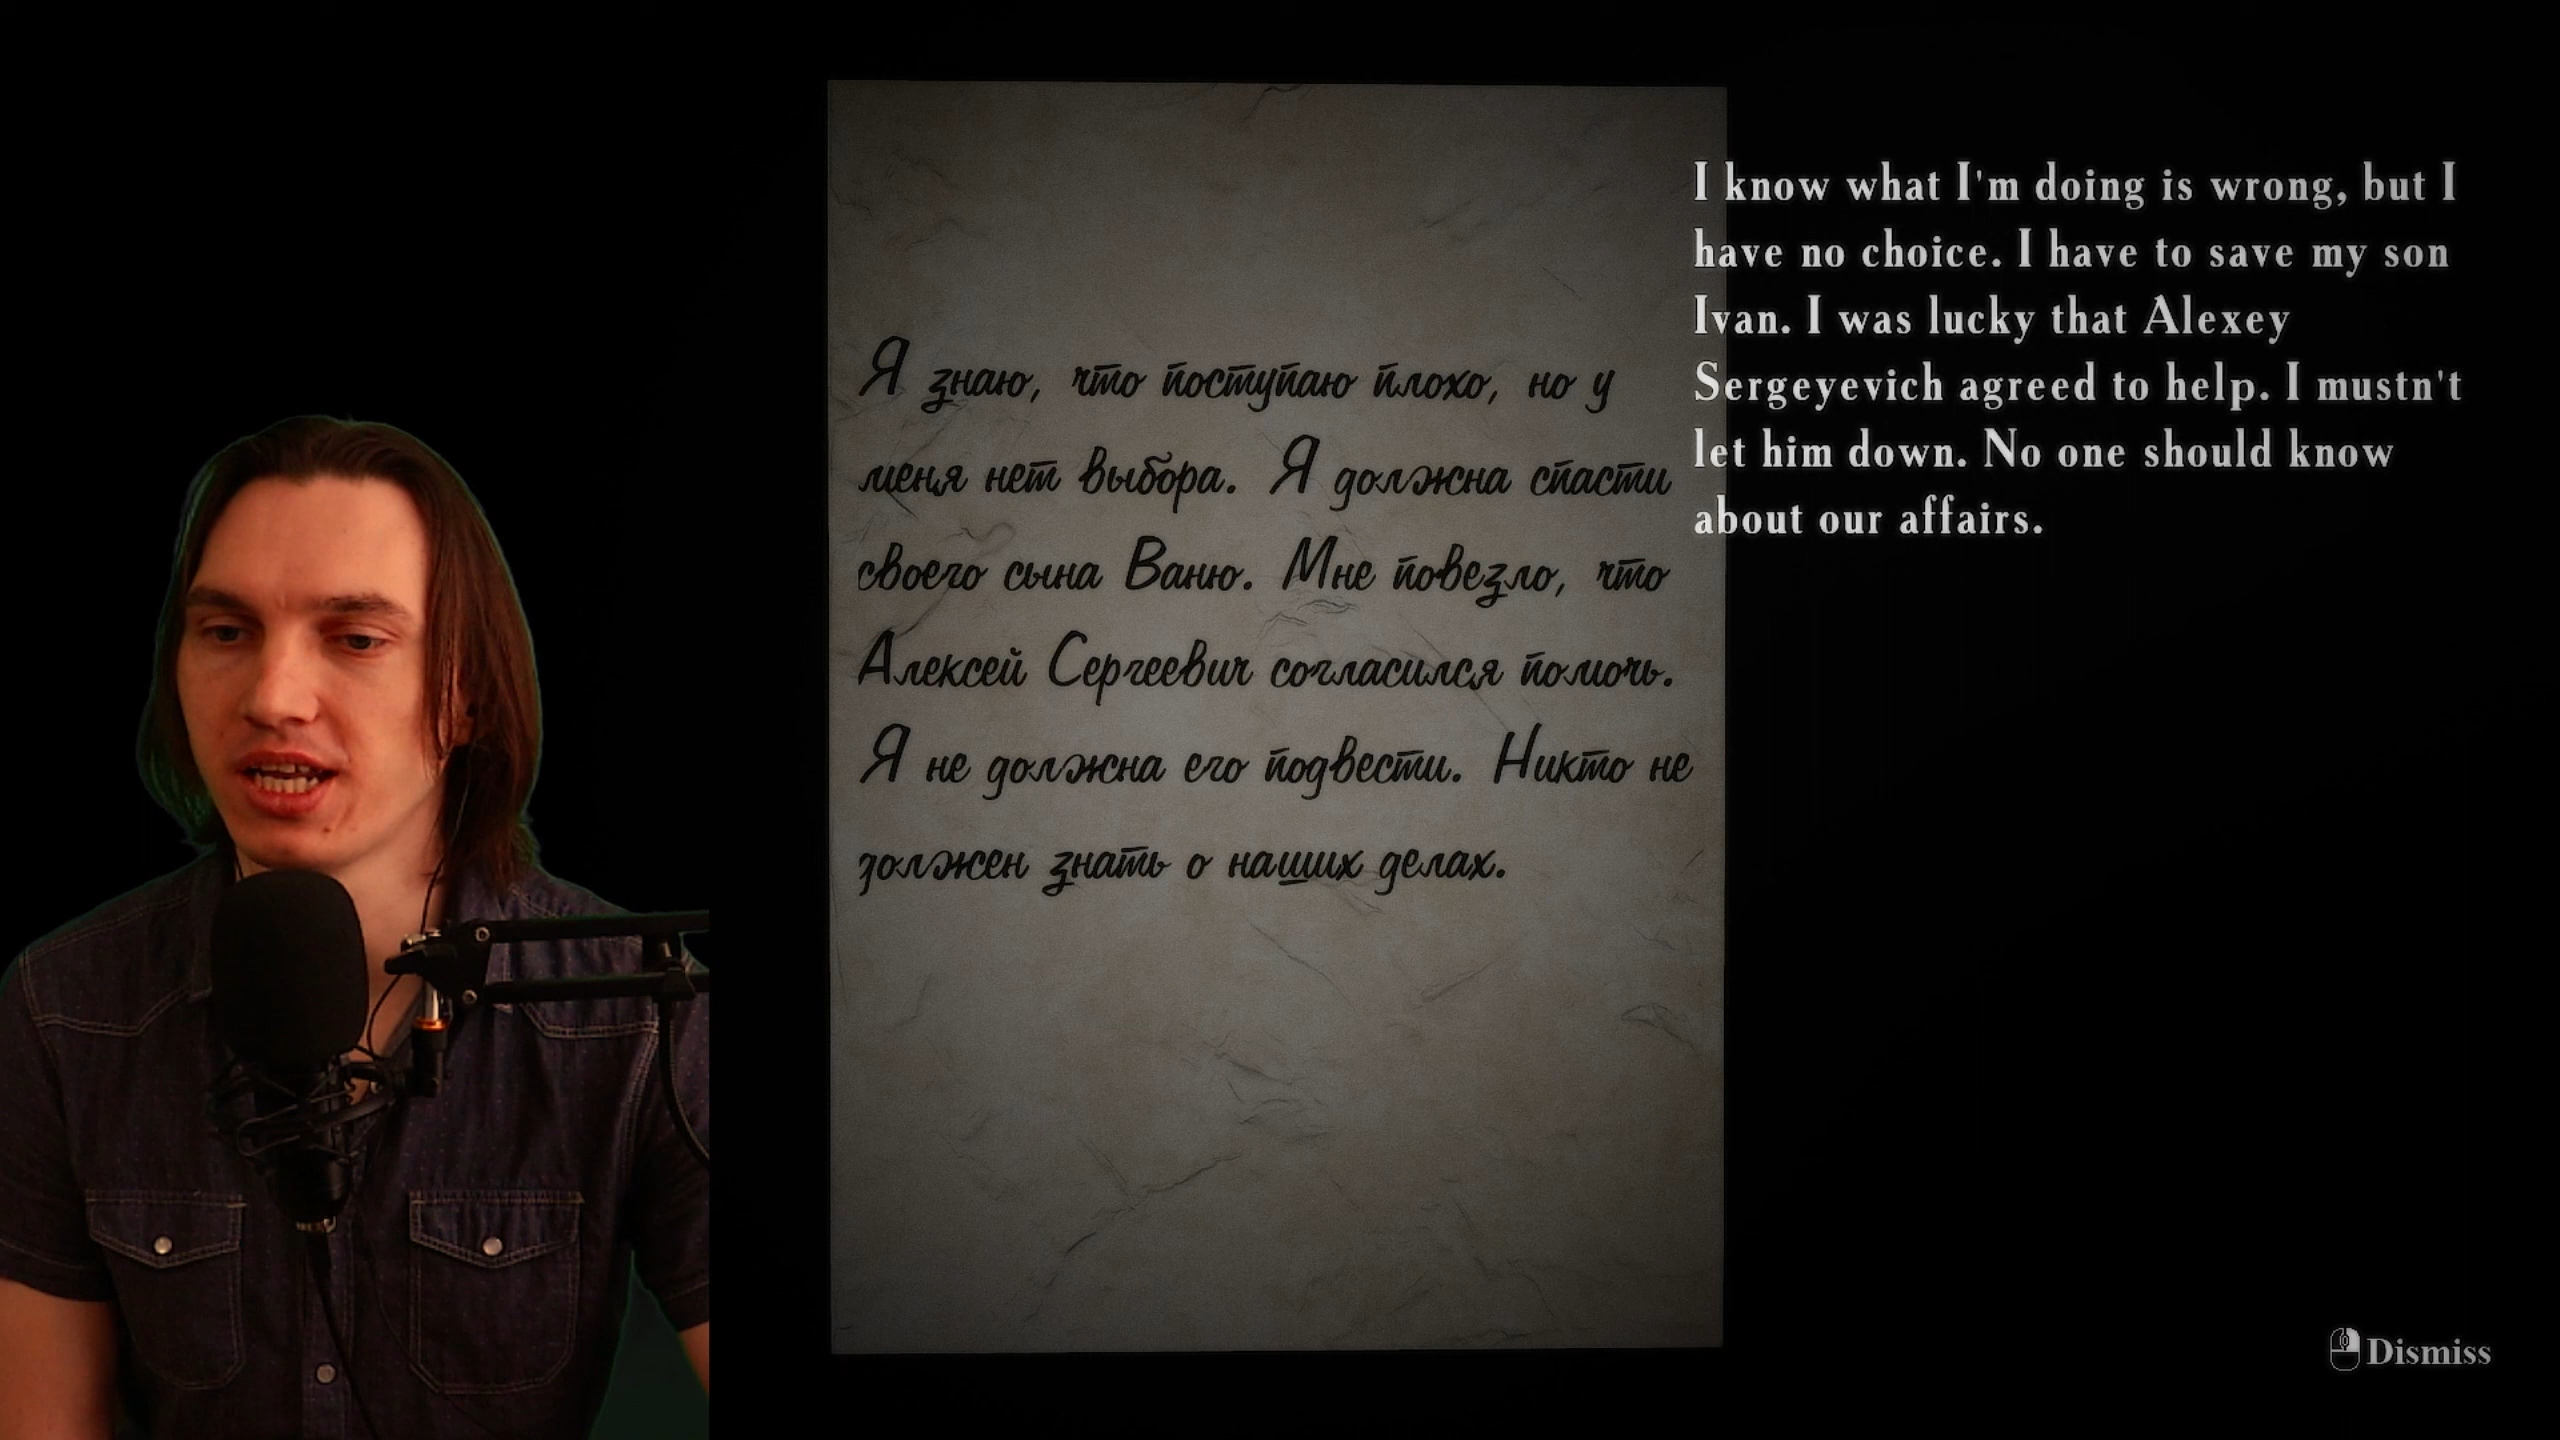 Я знаю, что поступаю плохо, но у
меня нет выбора. Я должна спасти
своего сына Ваню. Мне повезло, что
Алексей Сергеевич согласился помочь.
Я не должна его подвести. Никто не
должен знать о наших делах.
I know what I'm doing is wrong, but I
have no choice. I have to save my son
Ivan. I was lucky that Alexey
Sergeyevich agreed to help. I mustn't
let him down. No one should know
about our affairs.
Dismiss